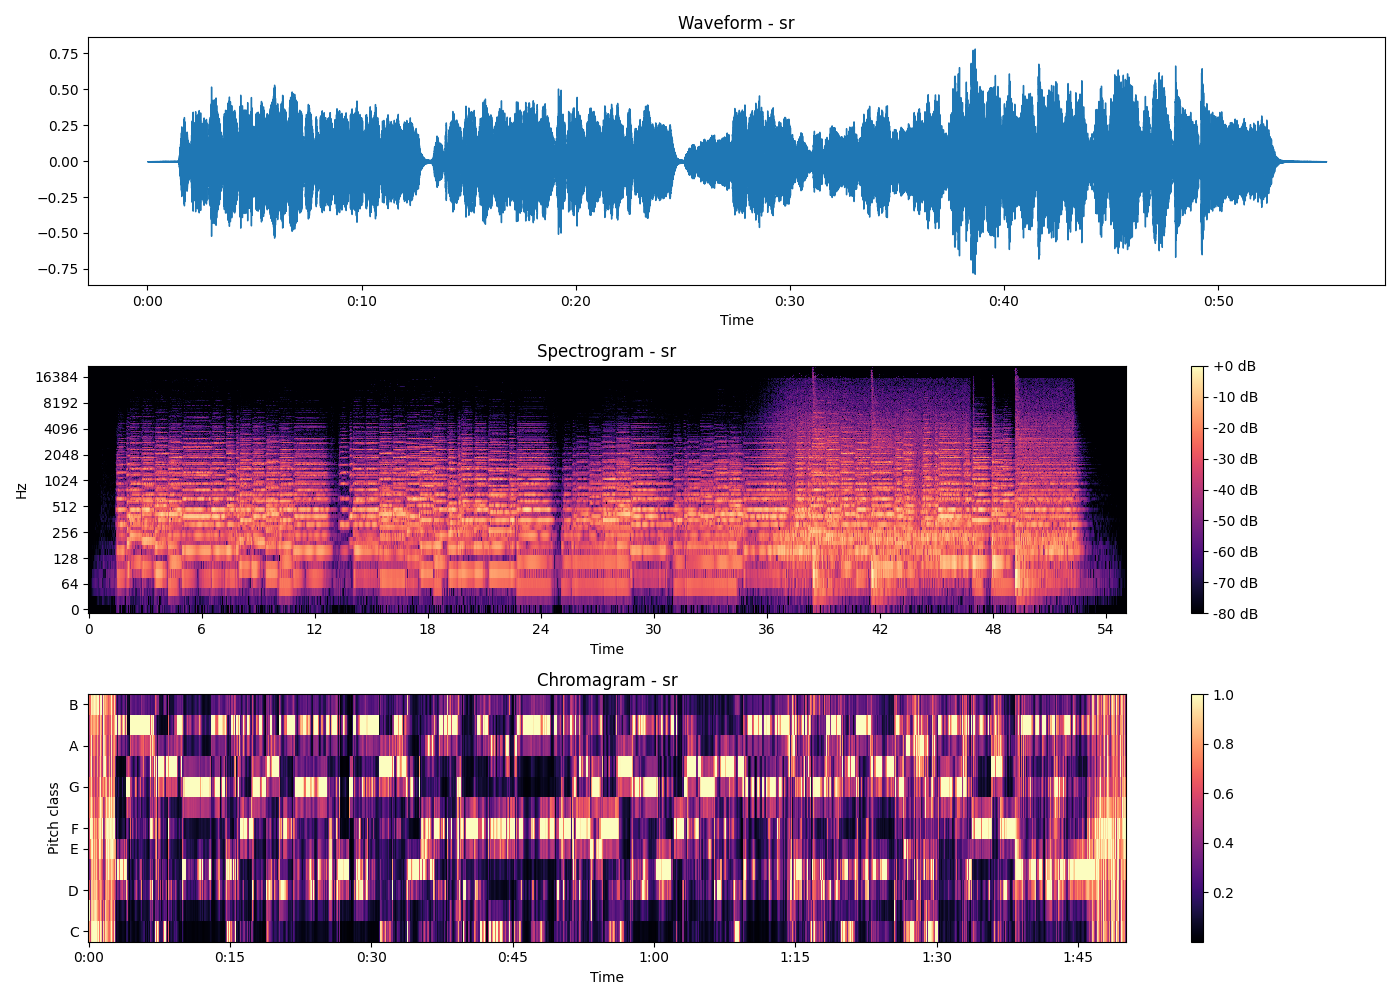 Waveform - sr
0.75
0.50
0.25
0.00
−0.25
−0.50
−0.75
0:00 0:10 0:20 0:30 0:40 0:50
Time
Spectrogram - sr
Hz
16384
8192
4096
2048
1024
512
256
128
64
0
0 6 12 18 24 30 36 42 48 54
Time
+0 dB
-10 dB
-20 dB
-30 dB
-40 dB
-50 dB
-60 dB
-70 dB
-80 dB
Chromagram - sr
Pitch class
B
A
G
F
E
D
C
0:00 0:15 0:30 0:45 1:00 1:15 1:30 1:45
Time
1.0
0.8
0.6
0.4
0.2